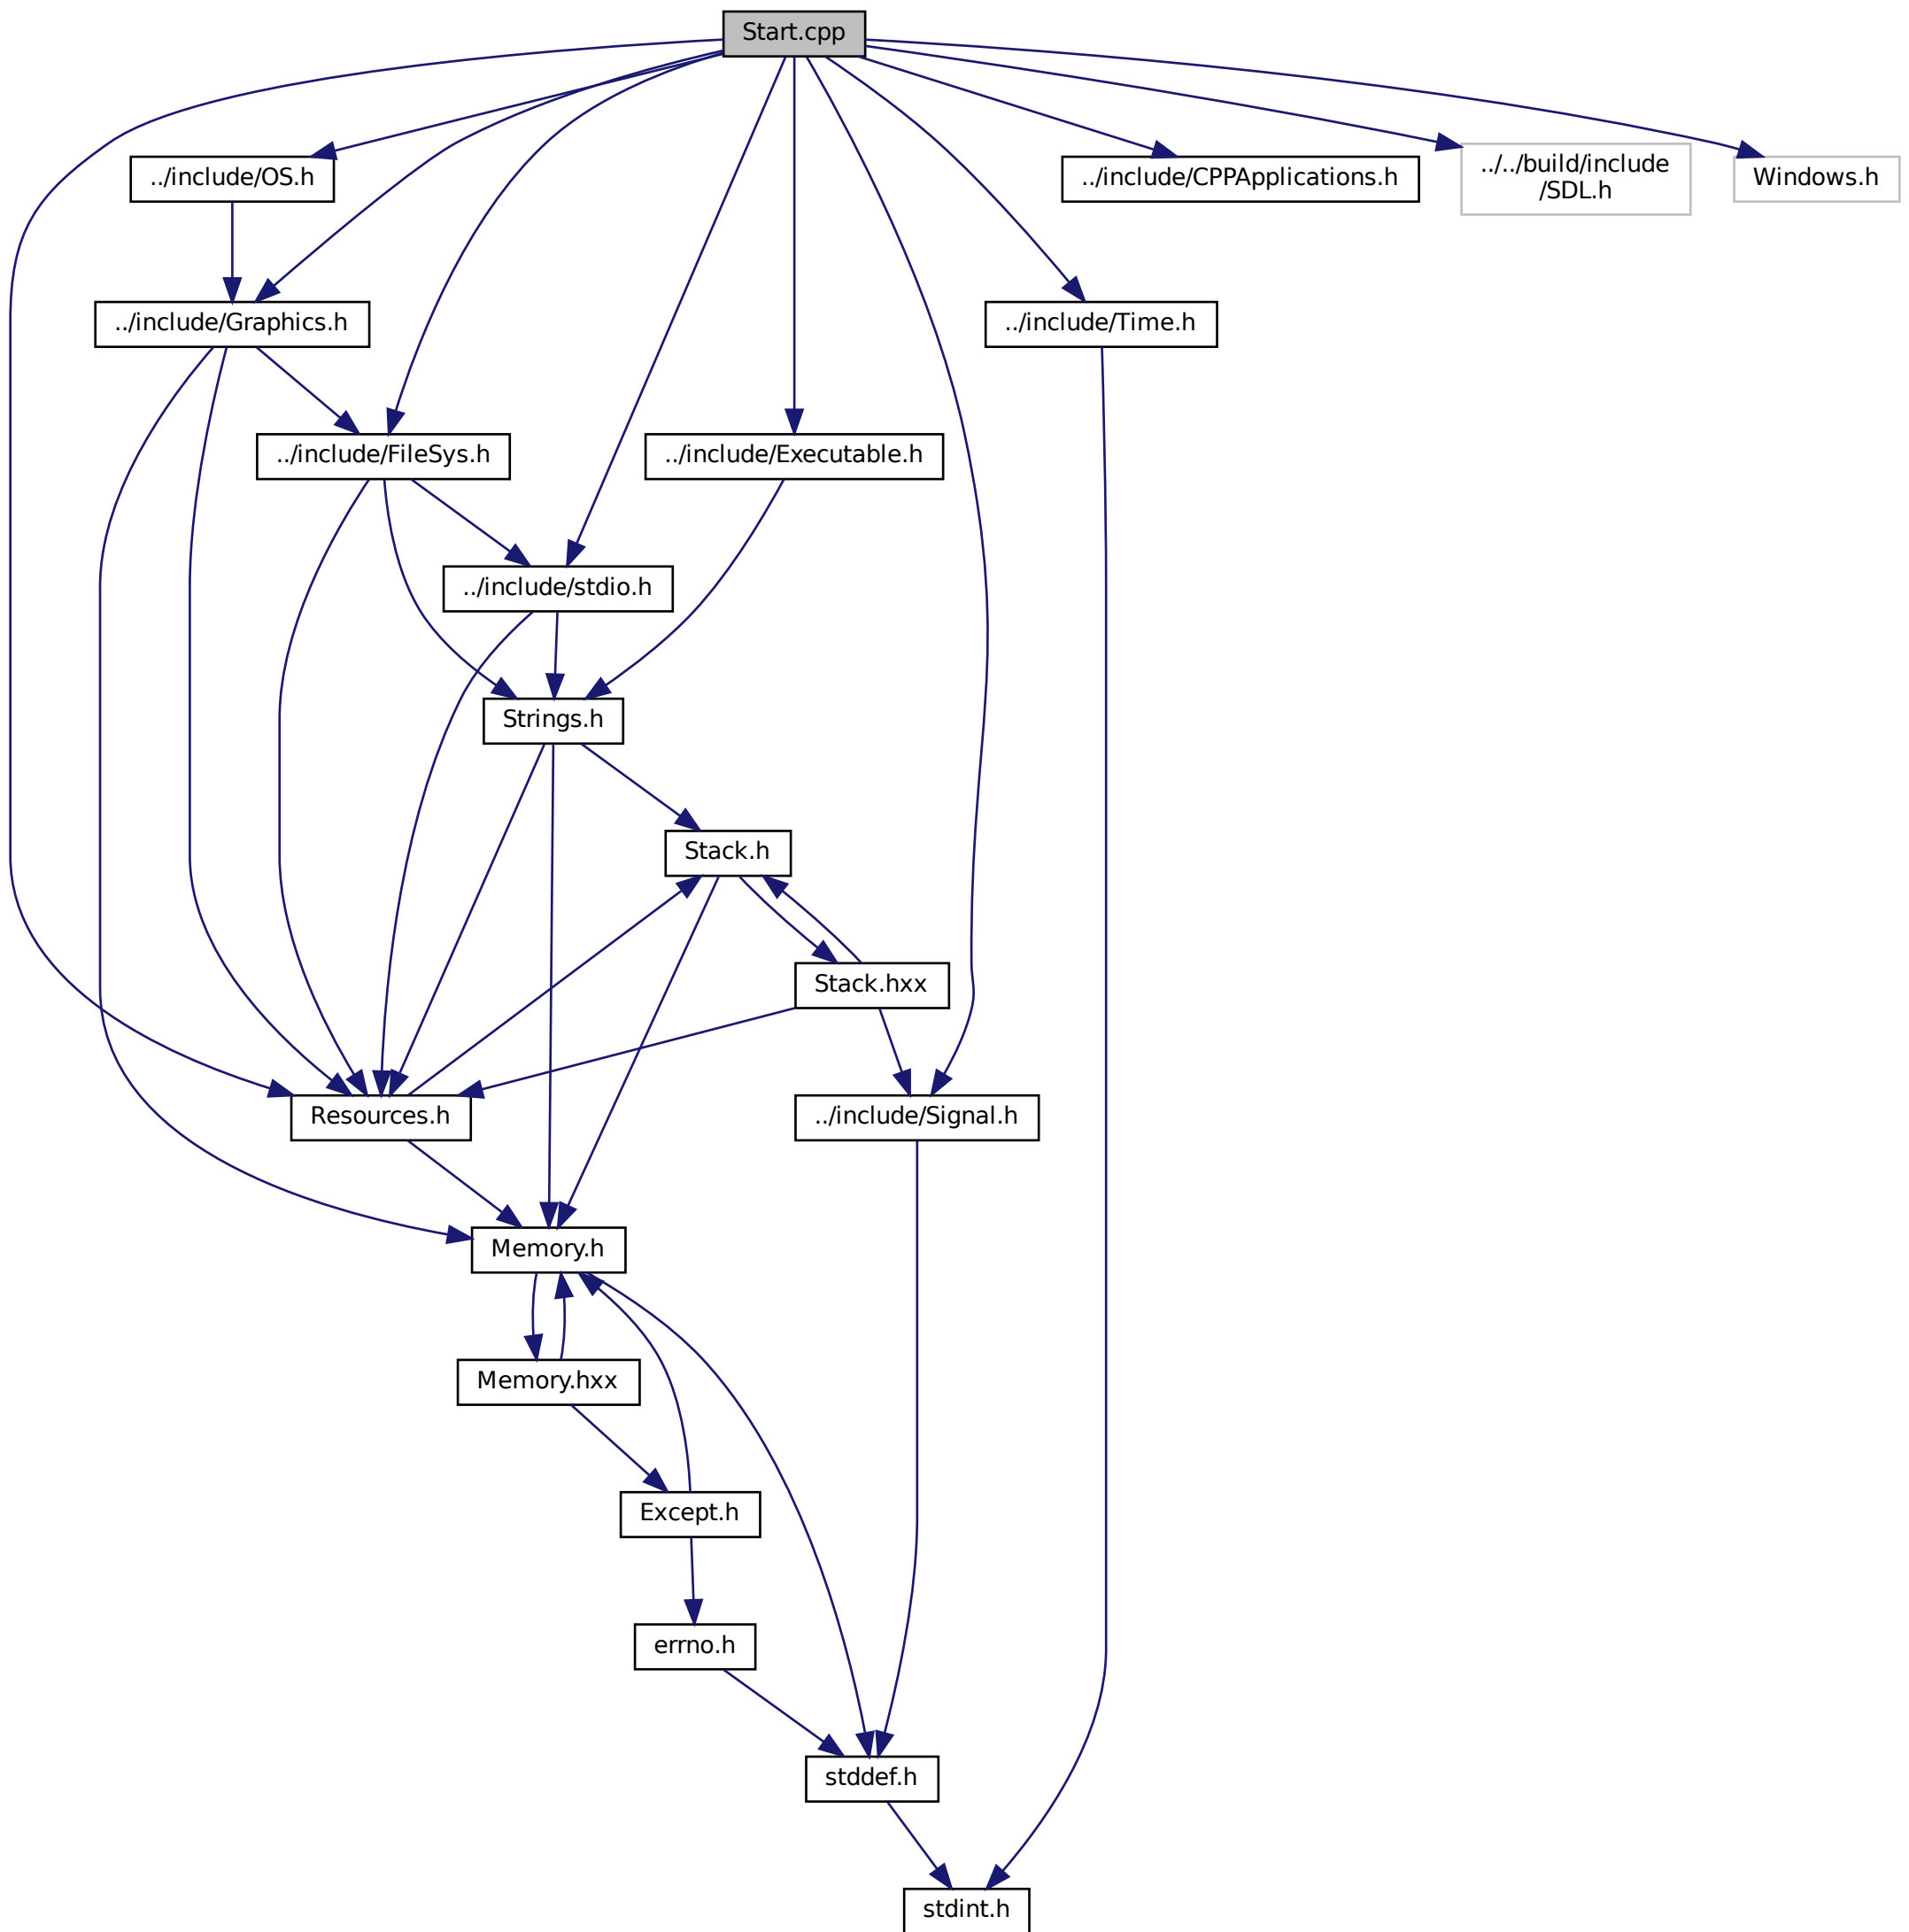 Start.cpp
../include/OS.h
../include/CPPApplications.h
../../build/include
/SDL.h
Windows.h
../include/Graphics.h
../include/Time.h
../include/FileSys.h
../include/Executable.h
../include/stdio.h
Strings.h
Stack.h
Stack.hxx
Resources.h
../include/Signal.h
Memory.h
Memory.hxx
Except.h
errno.h
stddef.h
stdint.h